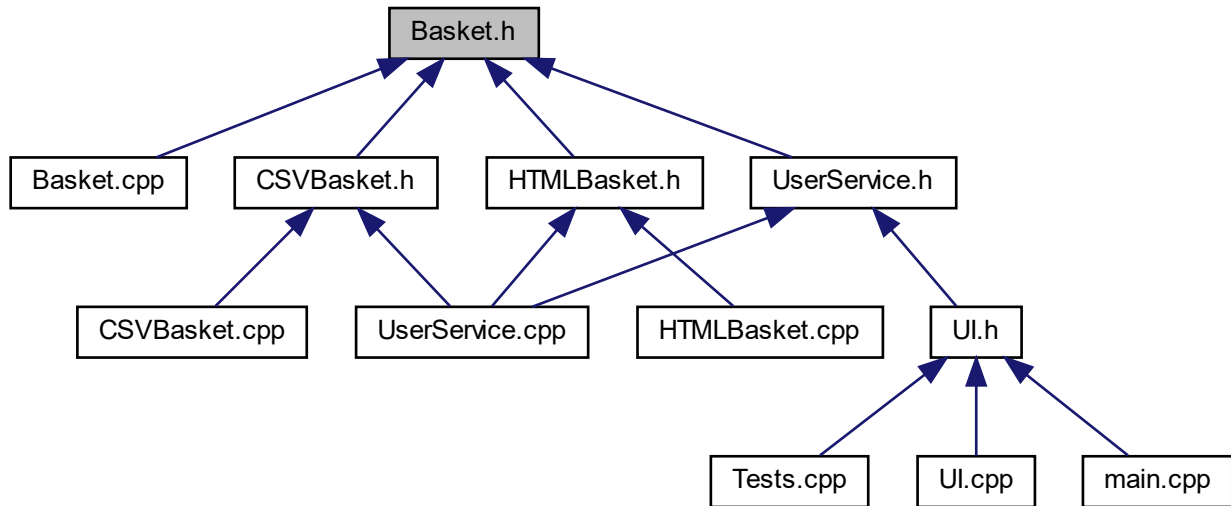 Basket.h
Basket.cpp
CSVBasket.h
HTMLBasket.h
UserService.h
CSVBasket.cpp
UserService.cpp
HTMLBasket.cpp
UI.h
Tests.cpp
UI.cpp
main.cpp